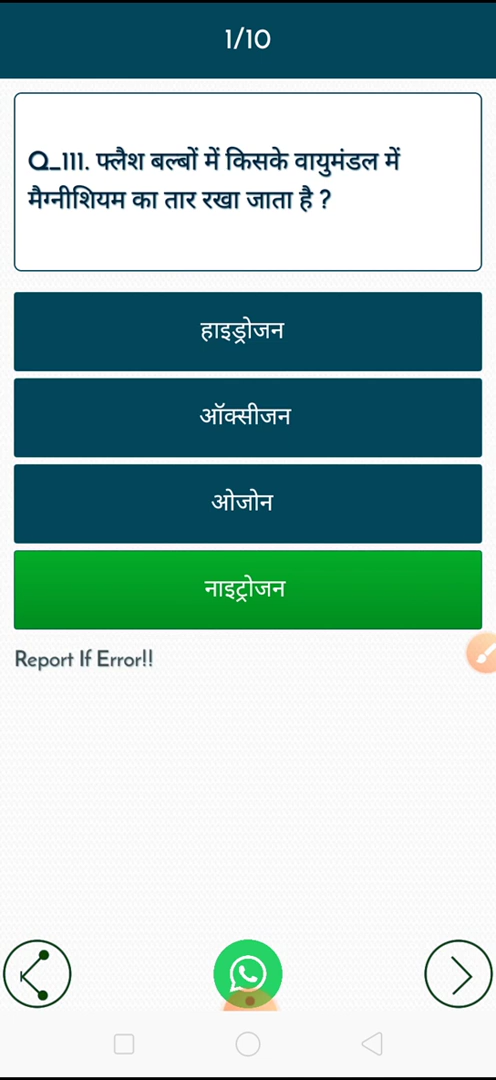 1/10
Q_111. फ्लैश बल्बों में किसके वायुमंडल में
मैग्नीशियम का तार रखा जाता है ?
हाइड्रोजन
ऑक्सीजन
ओजोन
नाइट्रोजन
Report If Error!!